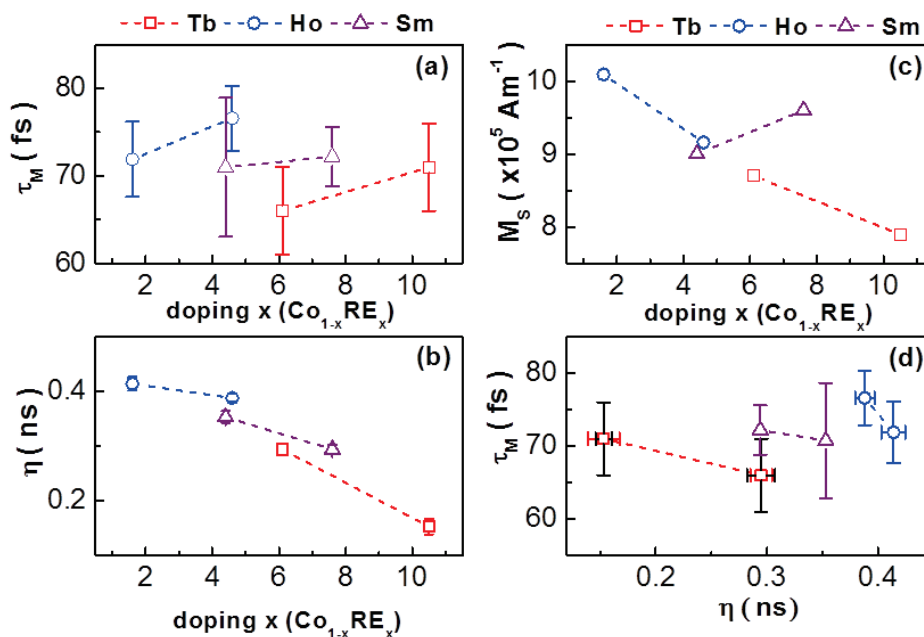 Tb Ho Sm
Tb Ho Sm
(a)
80
70
60
τM ( fs)
2 4 6 8 10
doping x (Co1-xREx)
(c)
10
9
8
MS ( x10^5 Am^-1)
2 4 6 8 10
doping x (Co1-xREx)
(b)
0.4
0.2
η ( ns)
2 4 6 8 10
doping x (Co1-xREx)
(d)
80
70
60
τM ( fs)
0.2 0.3 0.4
η ( ns)